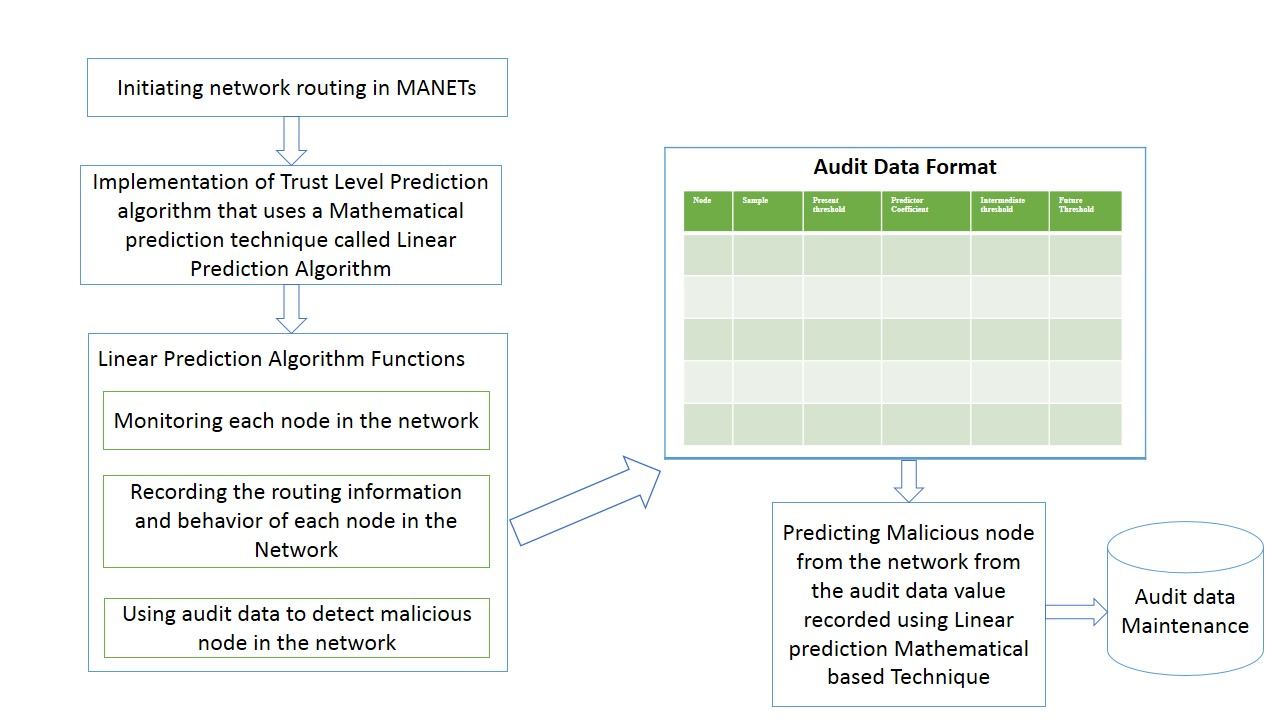 Initiating network routing in MANETs
Implementation of Trust Level Prediction
algorithm that uses a Mathematical
prediction technique called Linear
Prediction Algorithm
Linear Prediction Algorithm Functions
Monitoring each node in the network
Recording the routing information
and behavior of each node in the
Network
Using audit data to detect malicious
node in the network
Audit Data Format
Node
Sample
Present
threshold
Predictor
Coefficient
Intermediate
threshold
Future
Threshold
Predicting Malicious node
from the network from
the audit data value
recorded using Linear
prediction Mathematical
based Technique
Audit data
Maintenance